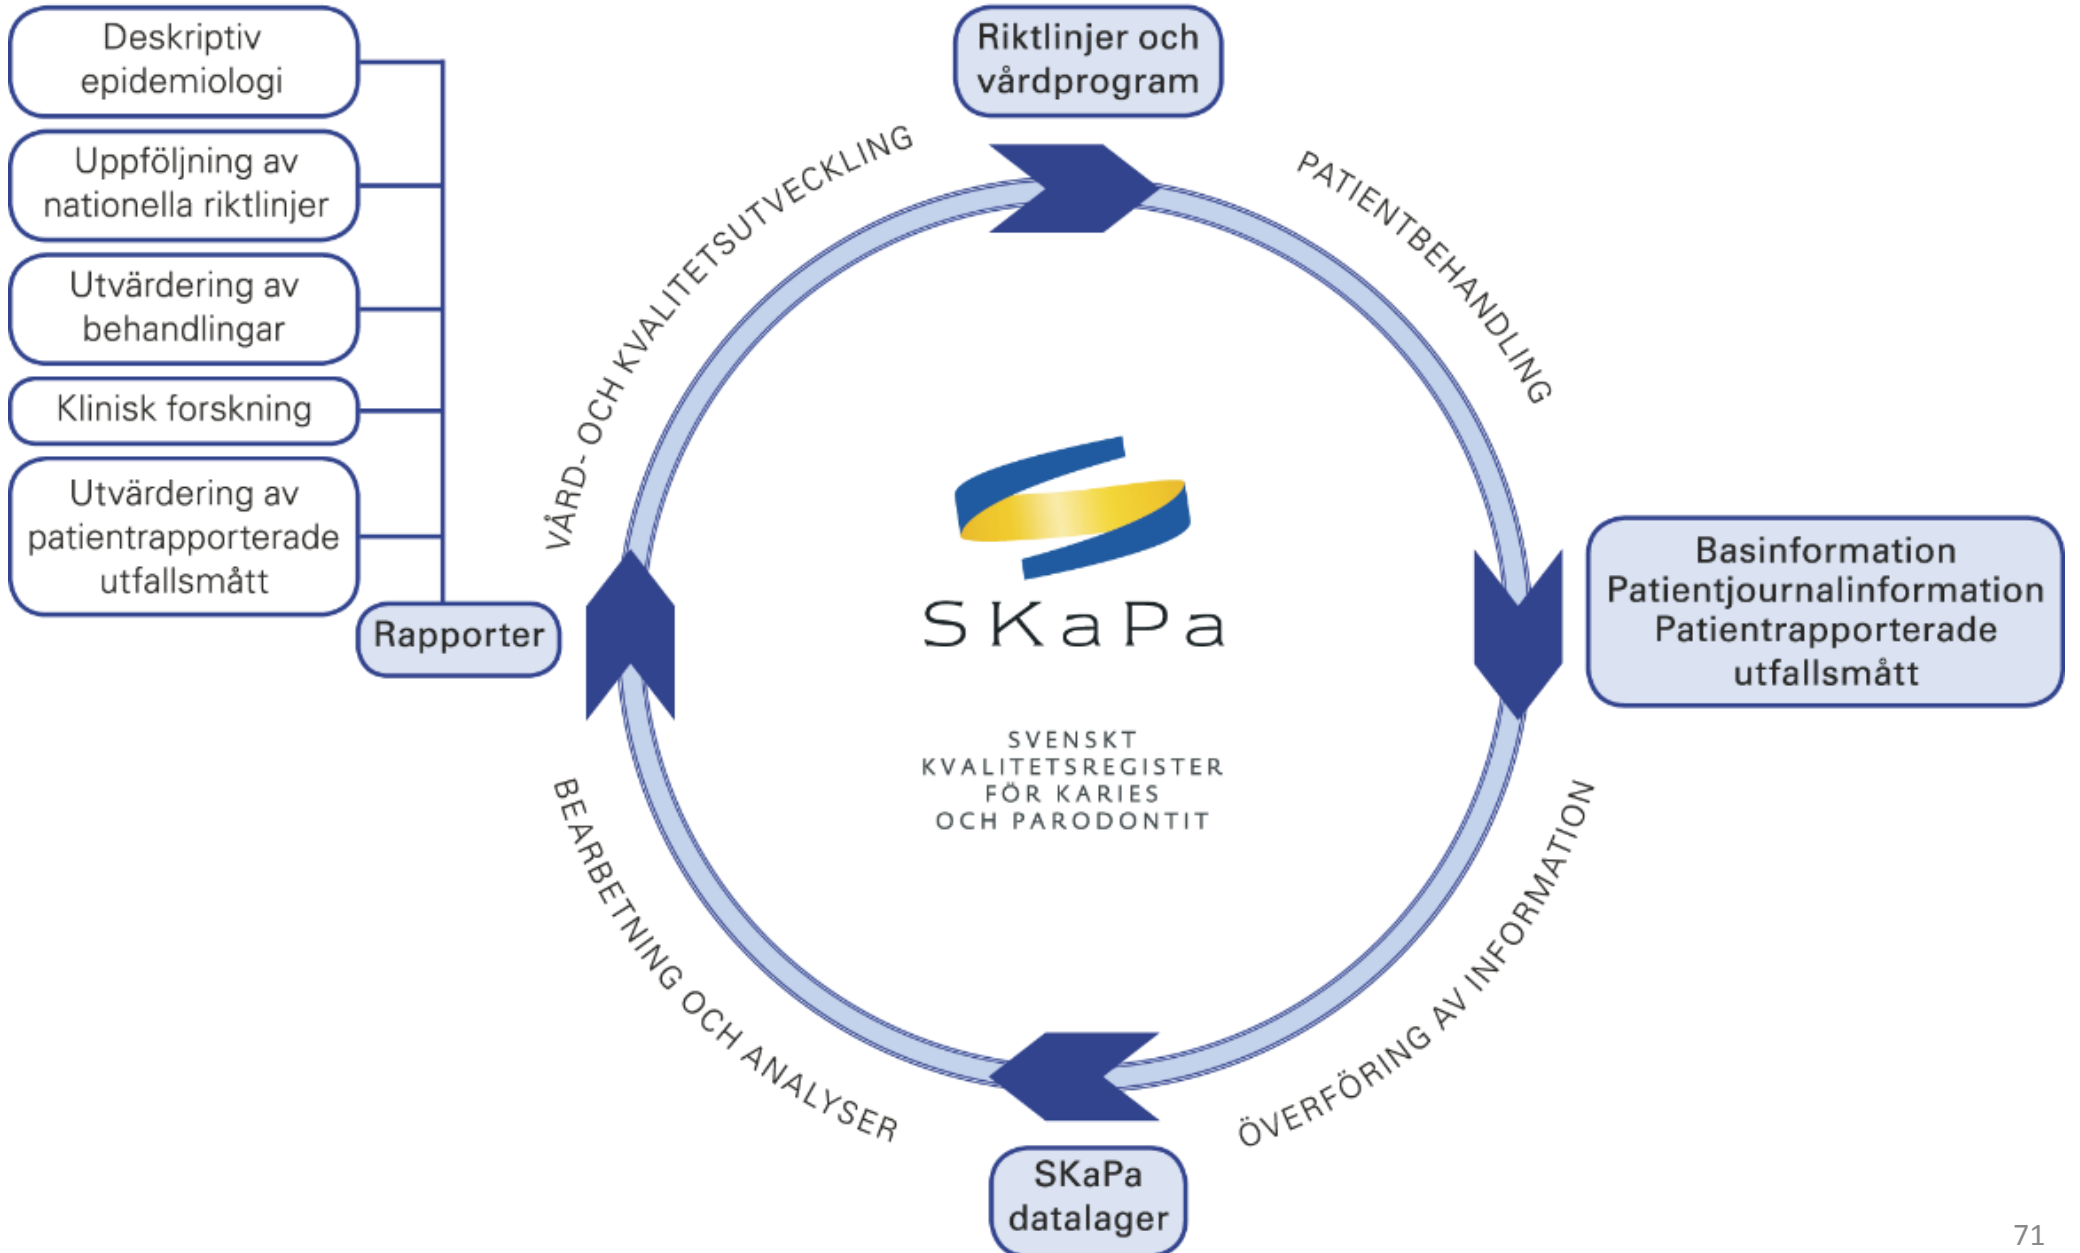 Deskriptiv
epidemiologi
Uppföljning av
nationella riktlinjer
Utvärdering av
behandlingar
Klinisk forskning
Utvärdering av
patientrapporterade
utfallsmått
Rapporter
Riktlinjer och
vårdprogram
VÅRD- OCH KVALITETSUTVECKLING
PATIENTBEHANDLING
Basinformation
Patientjournalinformation
Patientrapporterade
utfallsmått
SKaPa
SVENSKT
KVALITETSREGISTER
FÖR KARIES
OCH PARODONTIT
BEARBETNING OCH ANALYSER
ÖVERFÖRING AV INFORMATION
SKaPa
datalager
71